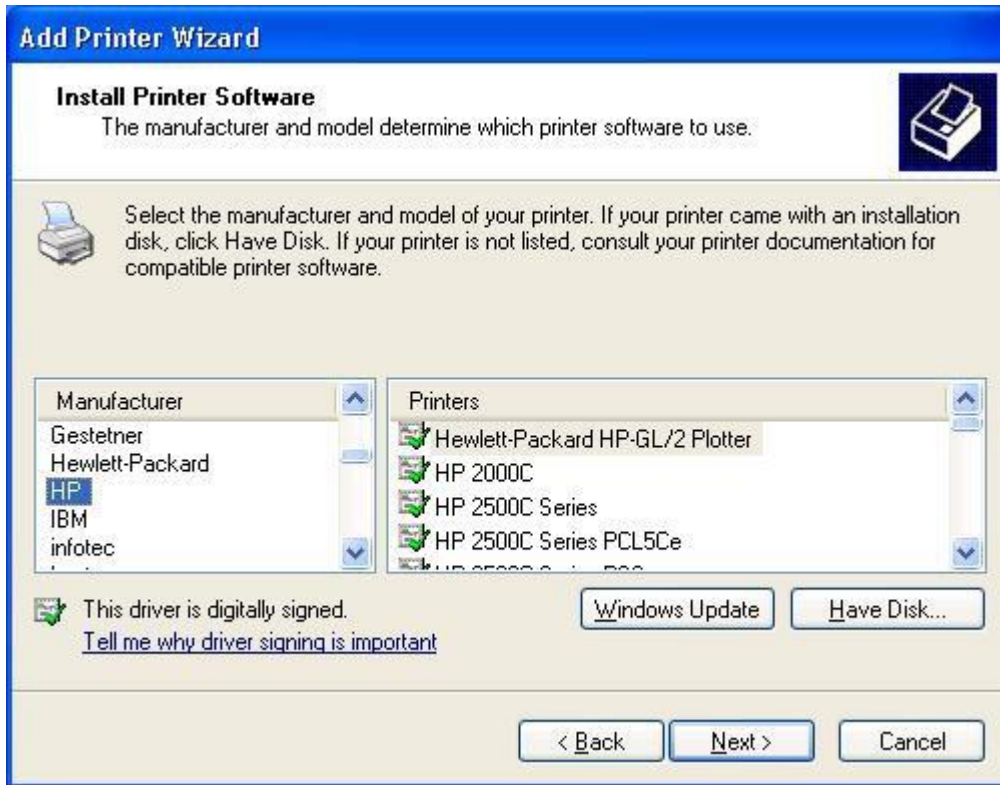 Add Printer Wizard
Install Printer Software
The manufacturer and model determine which printer software to use.
Select the manufacturer and model of your printer. If your printer came with an installation
disk, click Have Disk. If your printer is not listed, consult your printer documentation for
compatible printer software.
Manufacturer
Gestetner
Hewlett-Packard
HP
IBM
infotec
Printers
Hewlett-Packard HP-GL/2 Plotter
HP 2000C
HP 2500C Series
HP 2500C Series PCL5Ce
This driver is digitally signed.
Tell me why driver signing is important
Windows Update
Have Disk...
< Back
Next >
Cancel